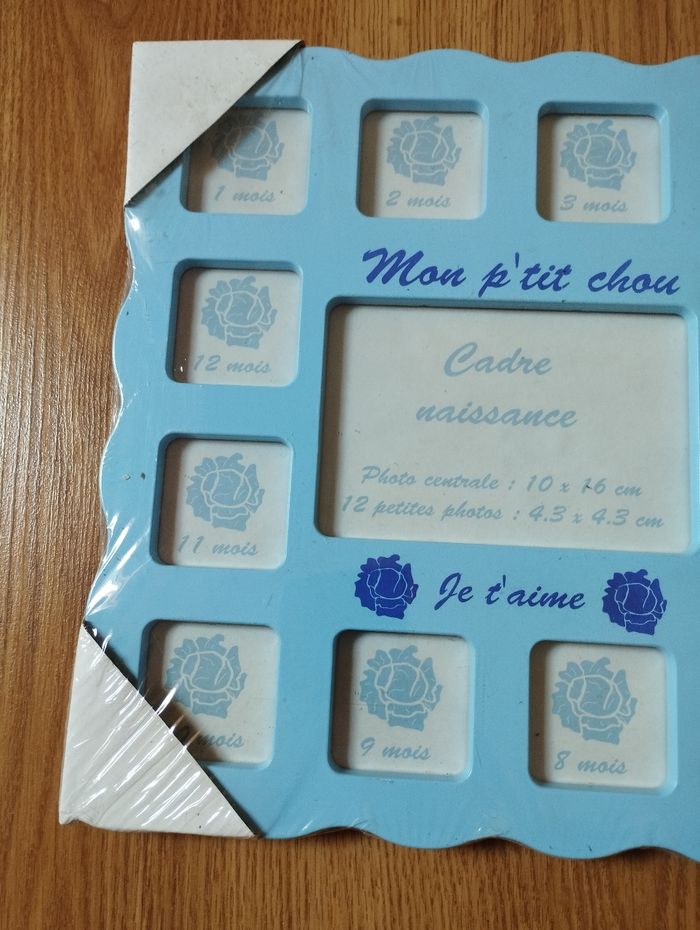 1 mois
2 mois
3 mois
Mon p'tit chou
12 mois
Cadre
naissance
Photo centrale : 10 x 16 cm
12 petites photos : 4.3 x 4.3 cm
11 mois
Je t'aime
mois
9 mois
8 mois